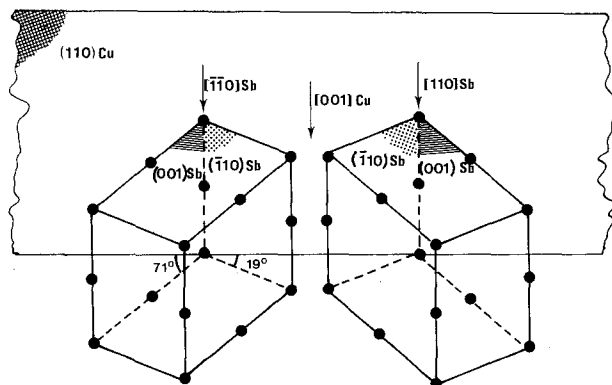 (110) Cu
[1̄1̄0] Sb
[001] Cu
[110] Sb
(001) Sb
(1̄10) Sb
(1̄10) Sb
(001) Sb
71°
19°